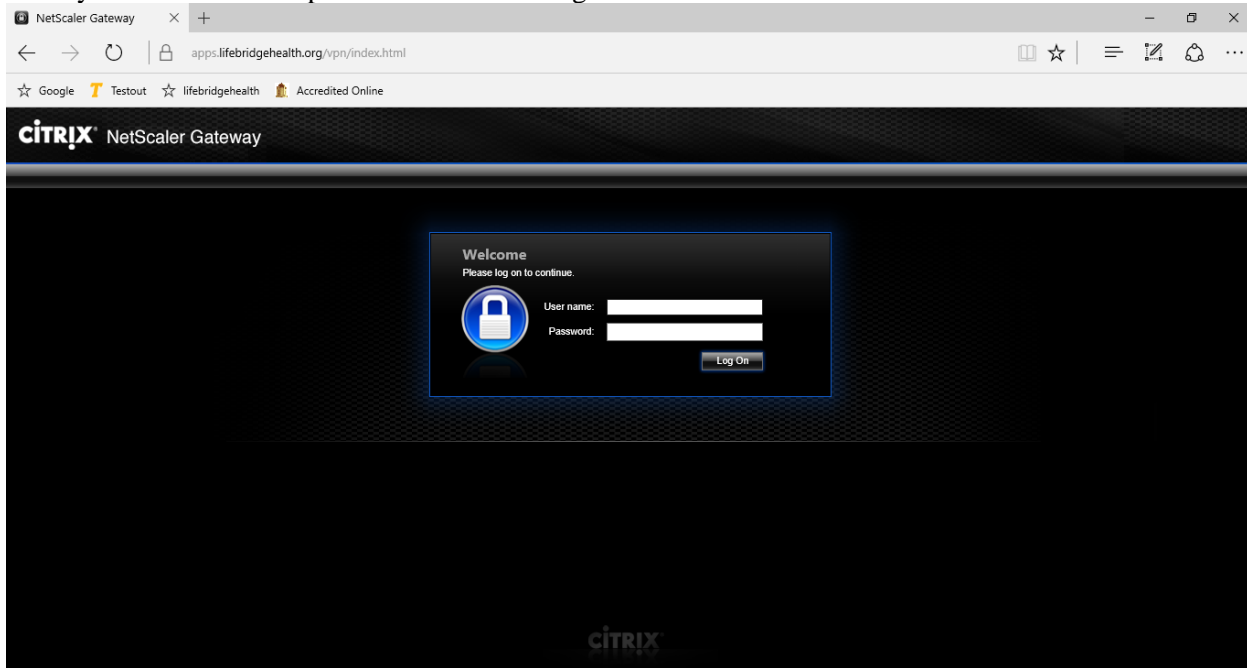 NetScaler Gateway
apps.lifebridgehealth.org/vpn/index.html
Google Testout lifebridgehealth Accredited Online
CITRIX NetScaler Gateway
Welcome
Please log on to continue.
User name:
Password:
Log On
CITRIX